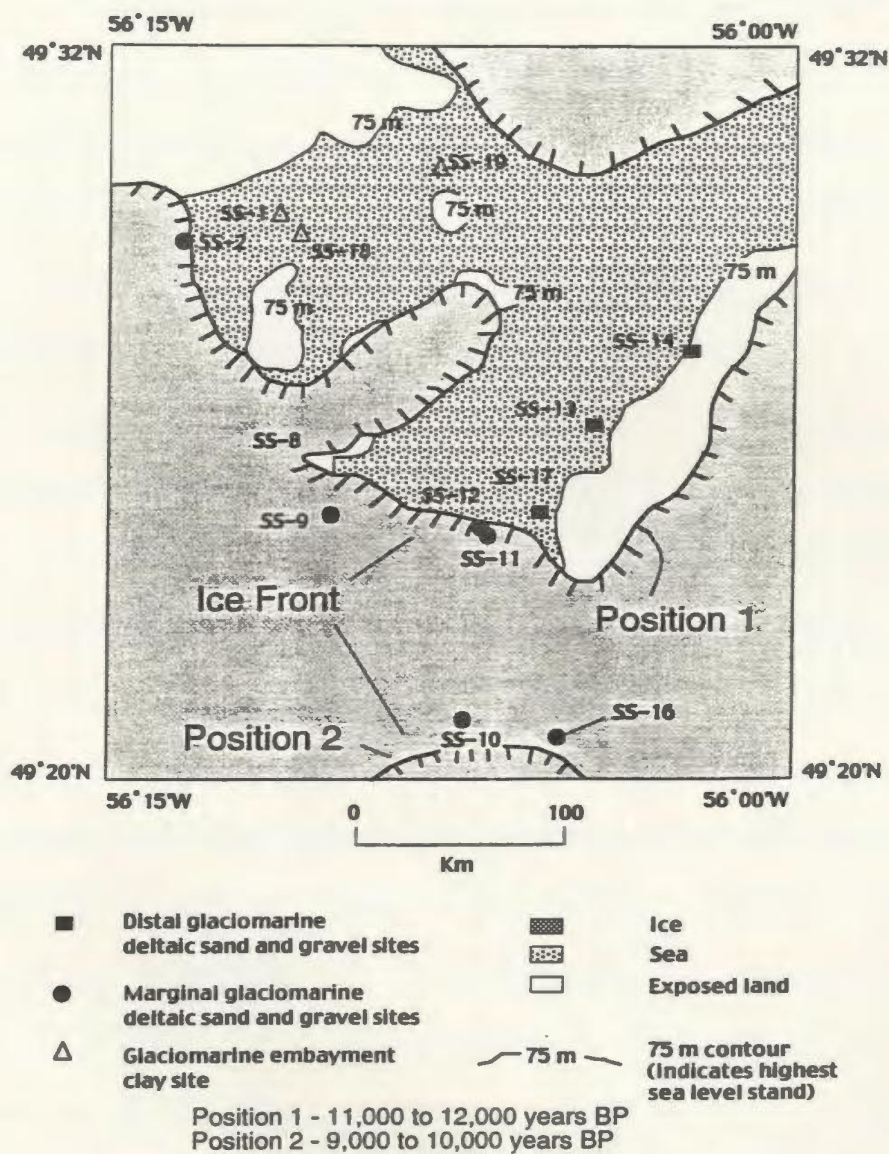 56°15'W
56°00'W
49°32'N
49°32'N
75 m
SS-19
75 m
SS-2
SS-18
75 m
75 m
75 m
SS-14
SS-13
SS-8
SS-17
SS-12
SS-9
SS-11
Ice Front
Position 1
SS-16
Position 2
SS-10
49°20'N
49°20'N
56°15'W
56°00'W
0 100
Km
Distal glaciomarine
deltaic sand and gravel sites
Marginal glaciomarine
deltaic sand and gravel sites
Glaciomarine embayment
clay site
Ice
Sea
Exposed land
75 m
75 m contour
(Indicates highest
sea level stand)
Position 1 - 11,000 to 12,000 years BP
Position 2 - 9,000 to 10,000 years BP